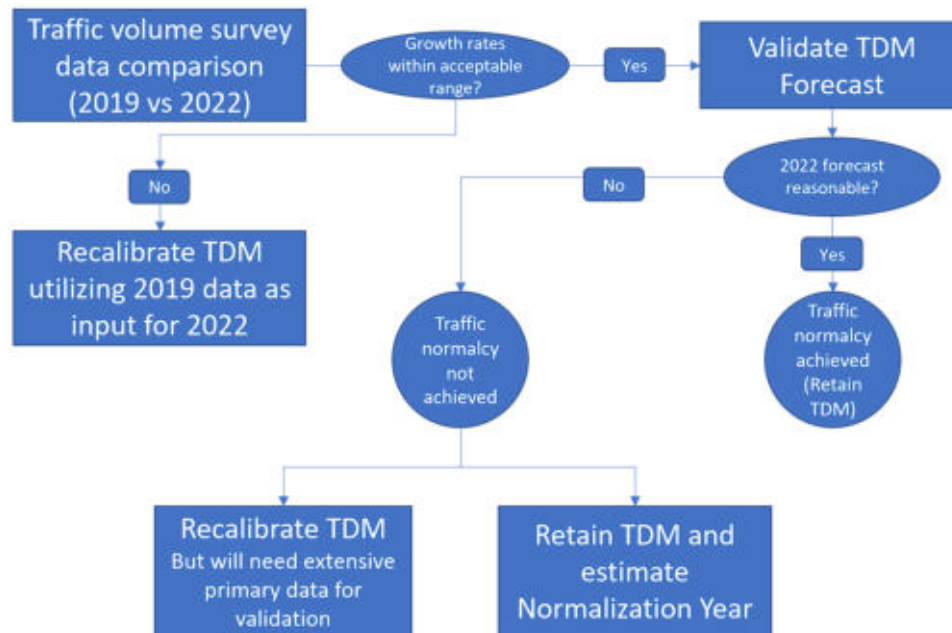 Traffic volume survey
data comparison
(2019 vs 2022)
Growth rates
within acceptable
range?
Yes
Validate TDM
Forecast
No
2022 forecast
reasonable?
No
Recalibrate TDM
utilizing 2019 data as
input for 2022
Yes
Traffic
normalcy
not
achieved
Traffic
normalcy
achieved
(Retain
TDM)
Recalibrate TDM
But will need extensive
primary data for
validation
Retain TDM and
estimate
Normalization Year